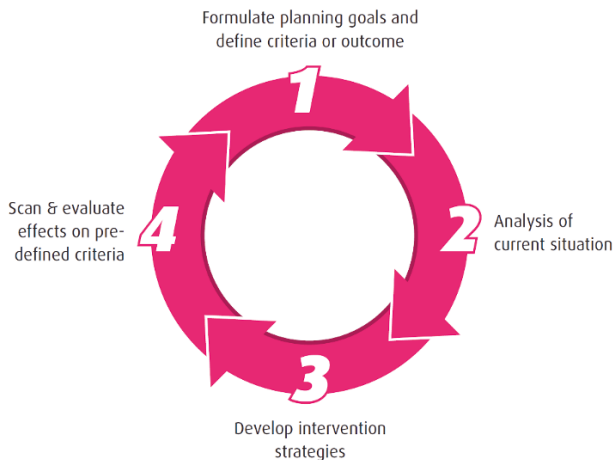 Formulate planning goals and
define criteria or outcome
1
2
Analysis of
current situation
3
Develop intervention
strategies
4
Scan & evaluate
effects on pre-
defined criteria